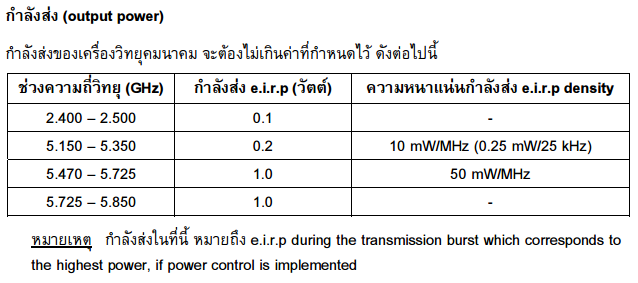 กำลังส่ง (output power)
กำลังส่งของเครื่องวิทยุคมนาคม จะต้องไม่เกินค่าที่กำหนดไว้ ดังต่อไปนี้
ช่วงความถี่วิทยุ (GHz) กำลังส่ง e.i.r.p (วัตต์) ความหนาแน่นกำลังส่ง e.i.r.p density
2.400 – 2.500 0.1 -
5.150 – 5.350 0.2 10 mW/MHz (0.25 mW/25 kHz)
5.470 – 5.725 1.0 50 mW/MHz
5.725 – 5.850 1.0 -
หมายเหตุ กำลังส่งในที่นี้ หมายถึง e.i.r.p during the transmission burst which corresponds to
the highest power, if power control is implemented